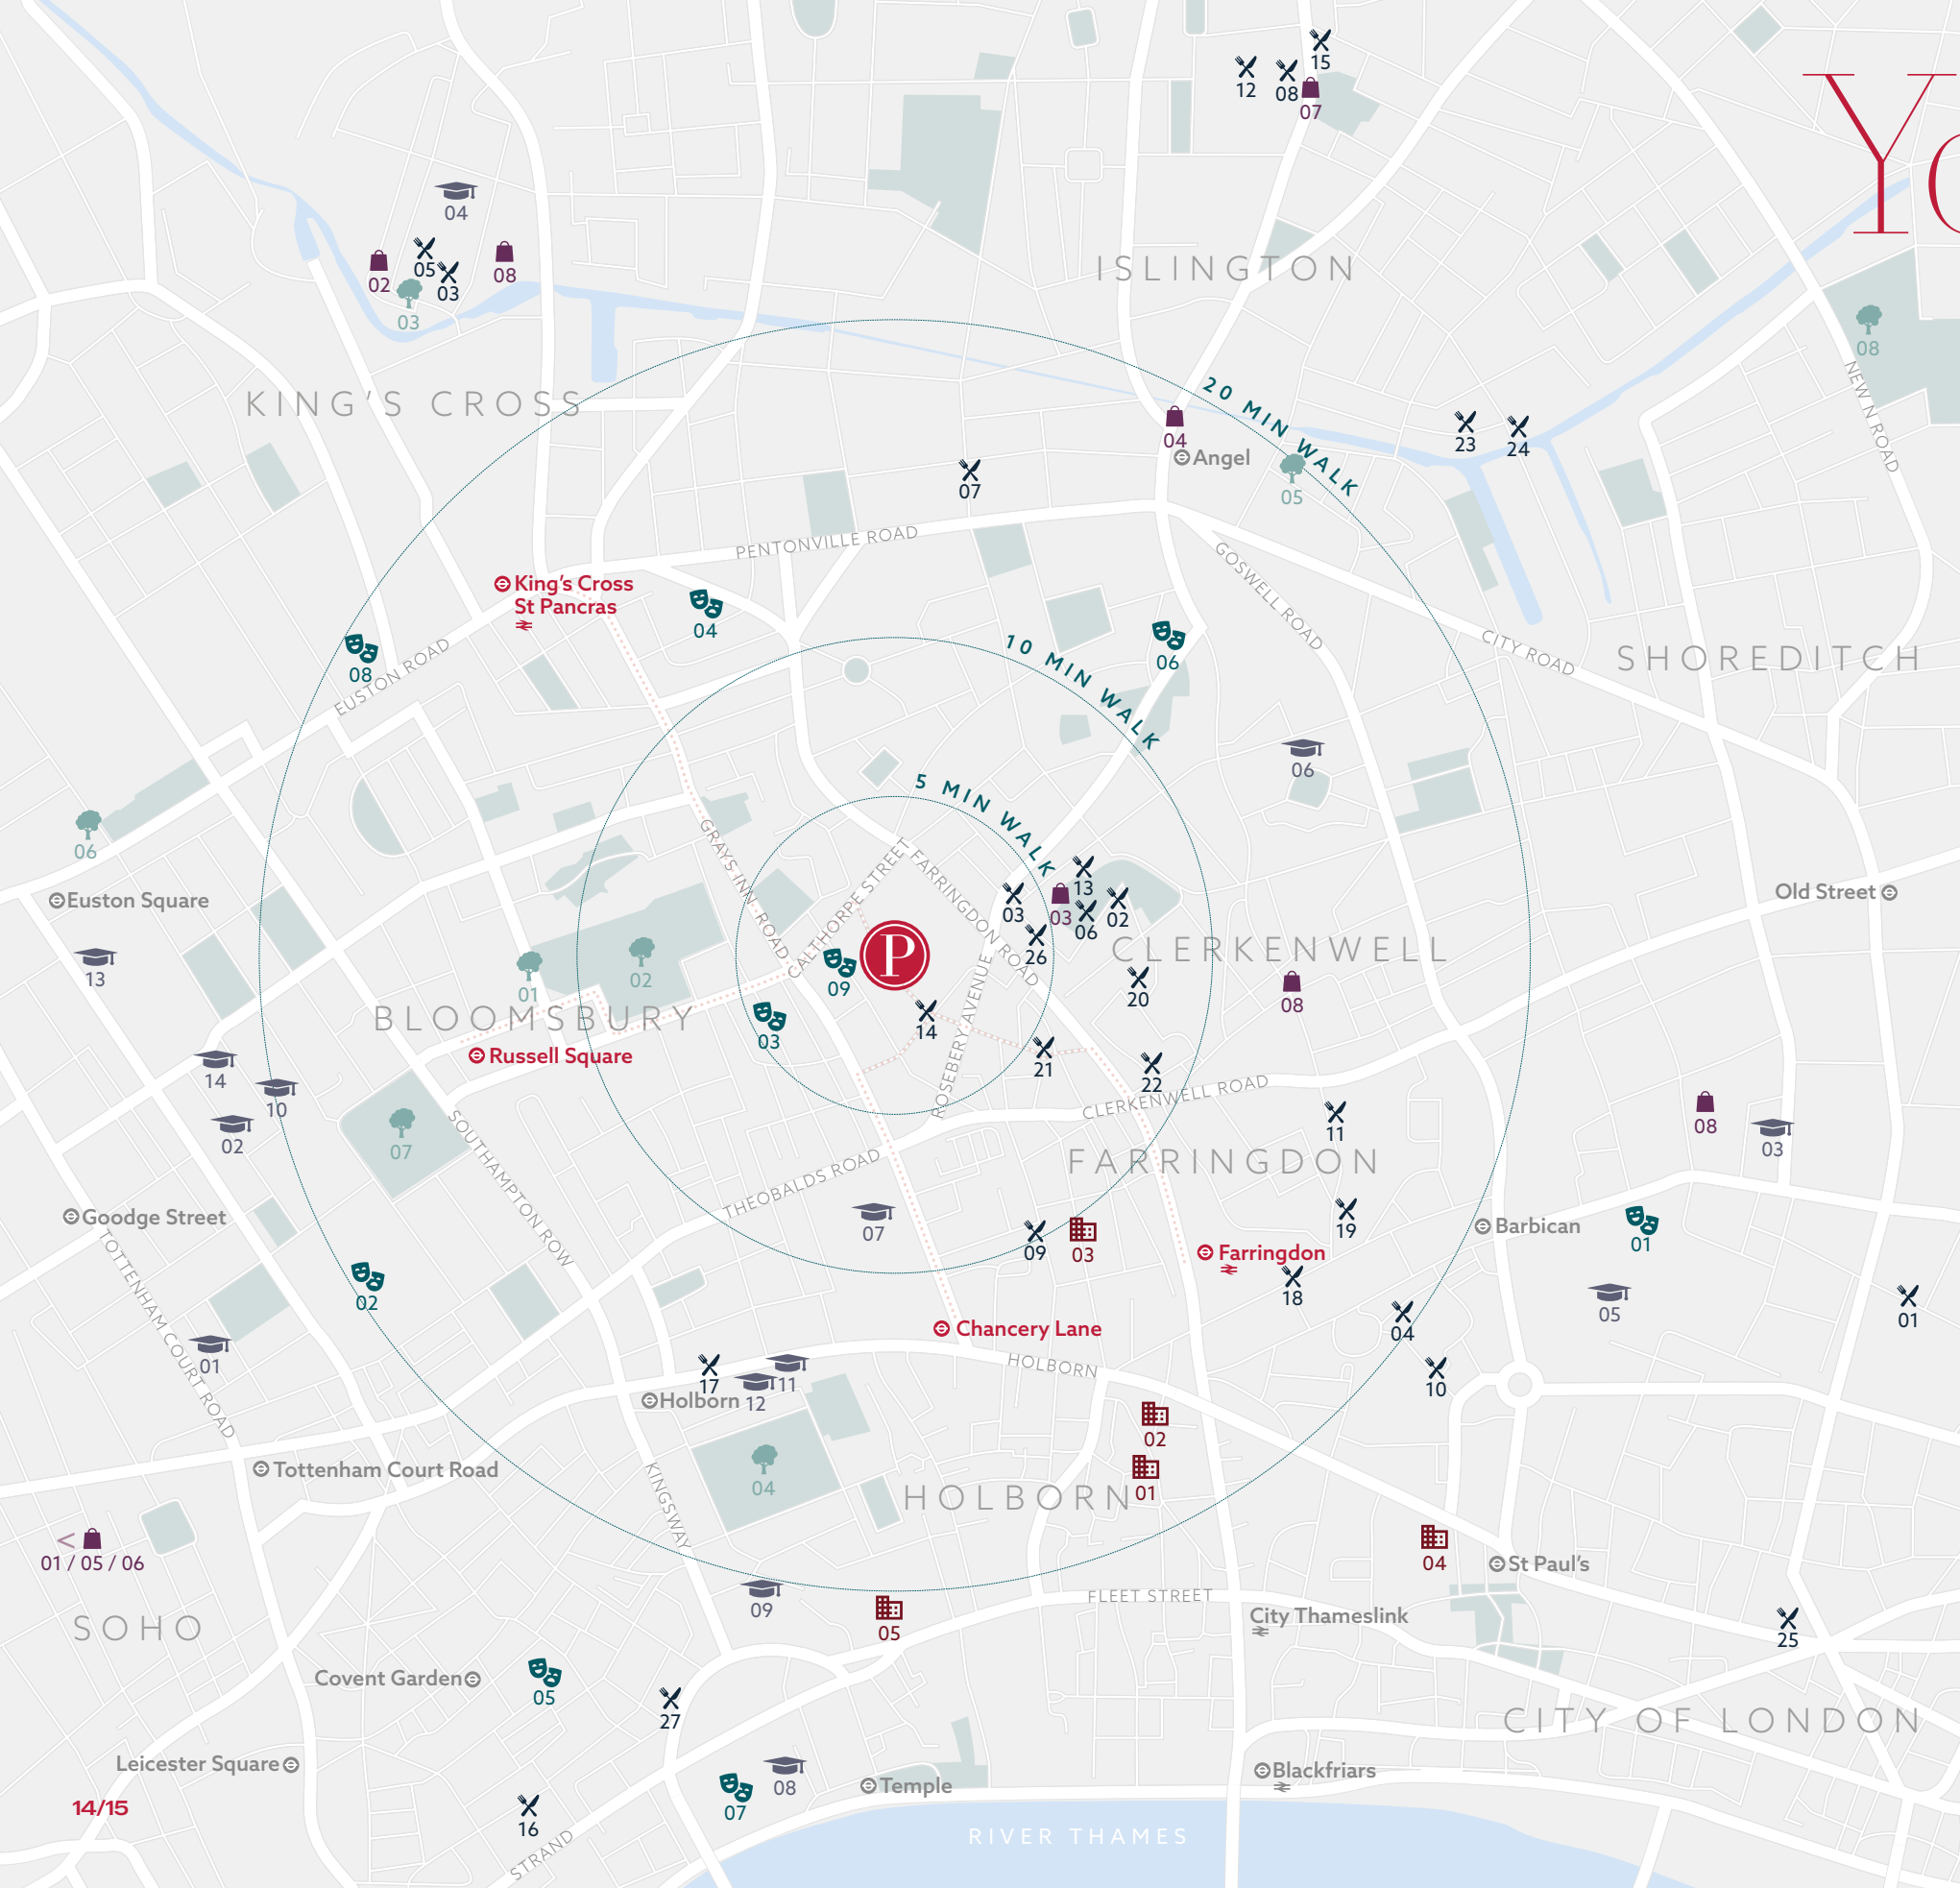 15
12
08
07
YO
04
02
05
03
08
03
ISLINGTON
08
KING'S CROSS
20 MIN WALK
NEW N ROAD
04
Angel
23
24
07
05
PENTONVILLE ROAD
GOSWELL ROAD
King's Cross
St Pancras
04
10 MIN WALK
06
CITY ROAD
SHOREDITCH
08
EUSTON ROAD
06
5 MIN WALK
06
GRAYS INN ROAD
CALTHORPE STREET
FARRINGDON ROAD
13
03
03
06
02
Euston Square
Old Street
26
CLERKENWELL
13
01
02
09
P
20
08
BLOOMSBURY
03
14
ROSEBERY AVENUE
21
22
Russell Square
14
10
02
07
CLERKENWELL ROAD
11
08
03
SOUTHAMPTON ROW
THEOBALDS ROAD
FARRINGDON
Goodge Street
07
09
03
Farringdon
19
Barbican
01
TOTTENHAM COURT ROAD
02
18
05
01
04
01
Chancery Lane
HOLBORN
17
11
12
10
Holborn
02
Tottenham Court Road
04
KINGSWAY
HOLBORN
01
<
01 / 05 / 06
04
St Paul's
SOHO
09
05
FLEET STREET
City Thameslink
25
Covent Garden
05
27
CITY OF LONDON
Leicester Square
07
08
Temple
Blackfriars
14/15
16
STRAND
RIVER THAMES